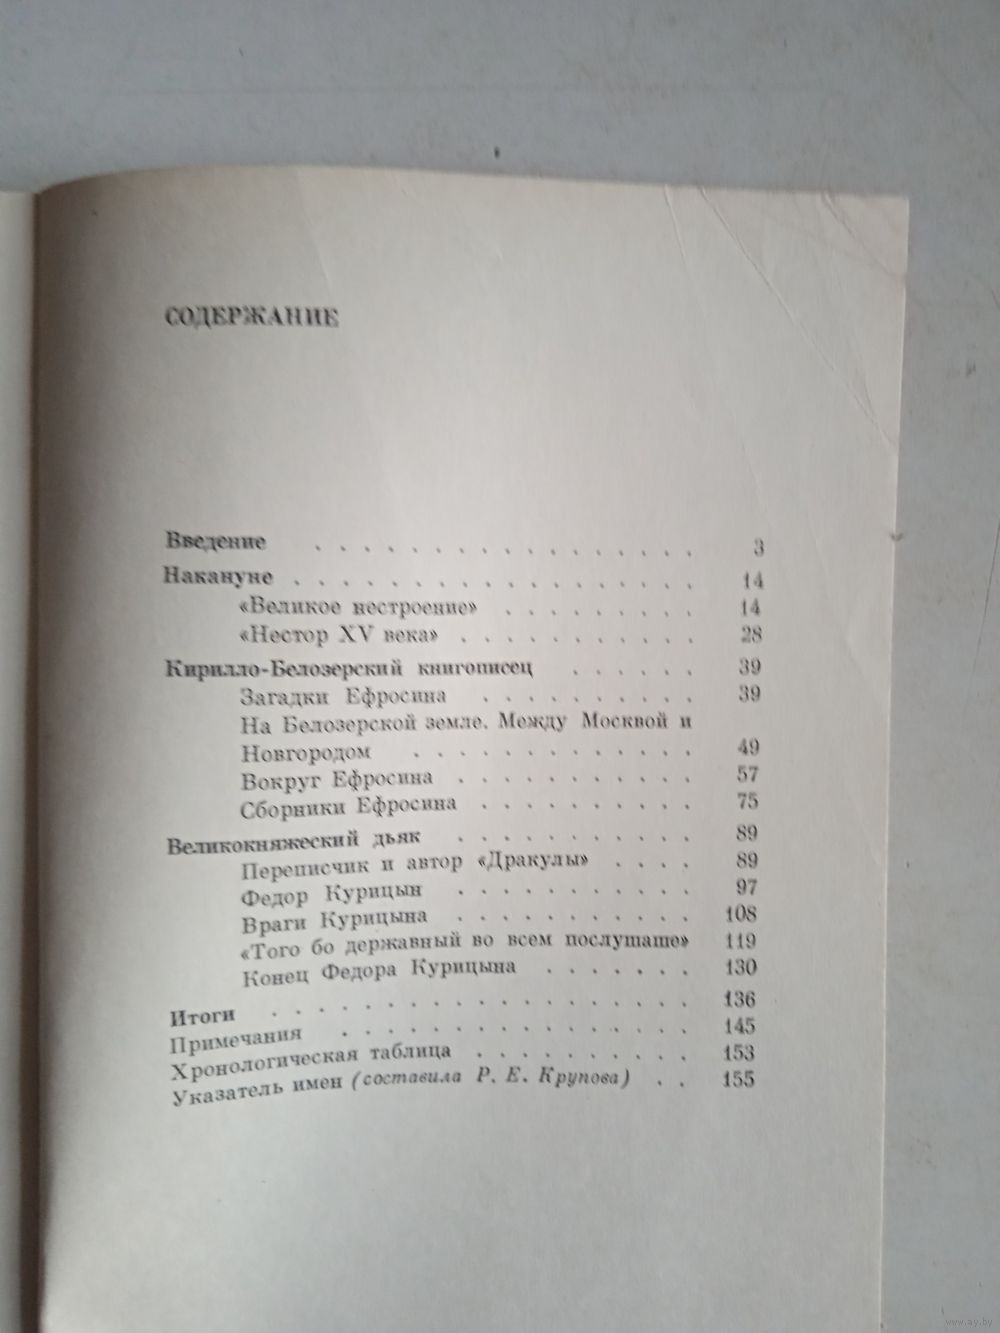 СОДЕРЖАНИЕ
Введение . . . . . . . . . . . . . . . . . 3
Накануне . . . . . . . . . . . . . . . . . 14
«Великое нестроение» . . . . . . . . . 14
«Нестор XV века» . . . . . . . . . . . 28
Кирилло-Белозерский книгописец . . . . . . 39
Загадки Ефросина . . . . . . . . . . 39
На Белозерской земле. Между Москвой и
Новгородом . . . . . . . . . . . . . 49
Вокруг Ефросина . . . . . . . . . . . 57
Сборники Ефросина . . . . . . . . . . 75
Великокняжеский дьяк . . . . . . . . . . . 89
Переписчик и автор «Дракулы» . . . . 89
Федор Курицын . . . . . . . . . . . 97
Враги Курицына . . . . . . . . . . . 108
«Того бо державный во всем послушаше» 119
Конец Федора Курицына . . . . . . . 130
Итоги . . . . . . . . . . . . . . . . . . . 136
Примечания . . . . . . . . . . . . . . . . 145
Хронологическая таблица . . . . . . . . . . 153
Указатель имен (составила Р. Е. Крупова) . . 155
www.ay.by